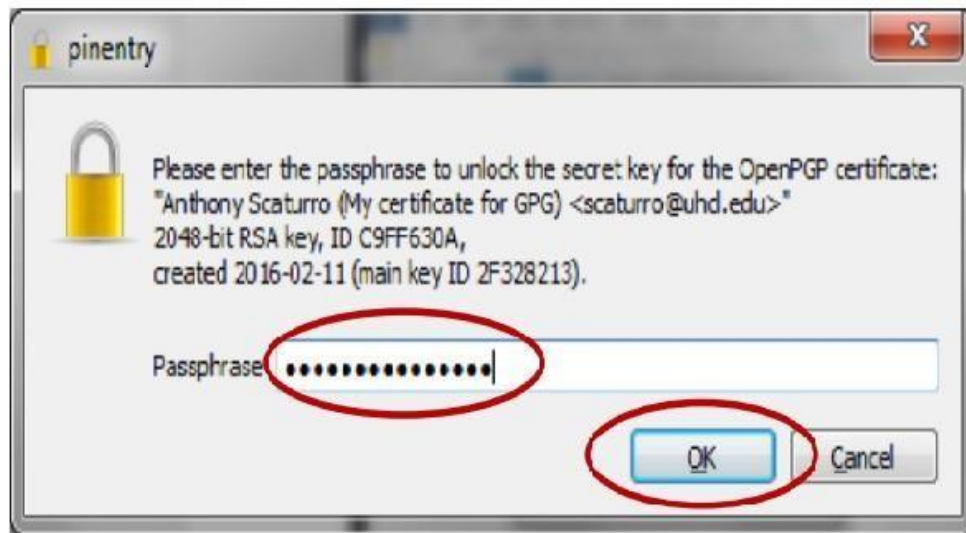 pinentry
Please enter the passphrase to unlock the secret key for the OpenPGP certificate:
"Anthony Scaturro (My certificate for GPG) <scaturro@uhd.edu>"
2048-bit RSA key, ID C9FF630A,
created 2016-02-11 (main key ID 2F328213).
Passphrase •••••••••••••••
OK Cancel